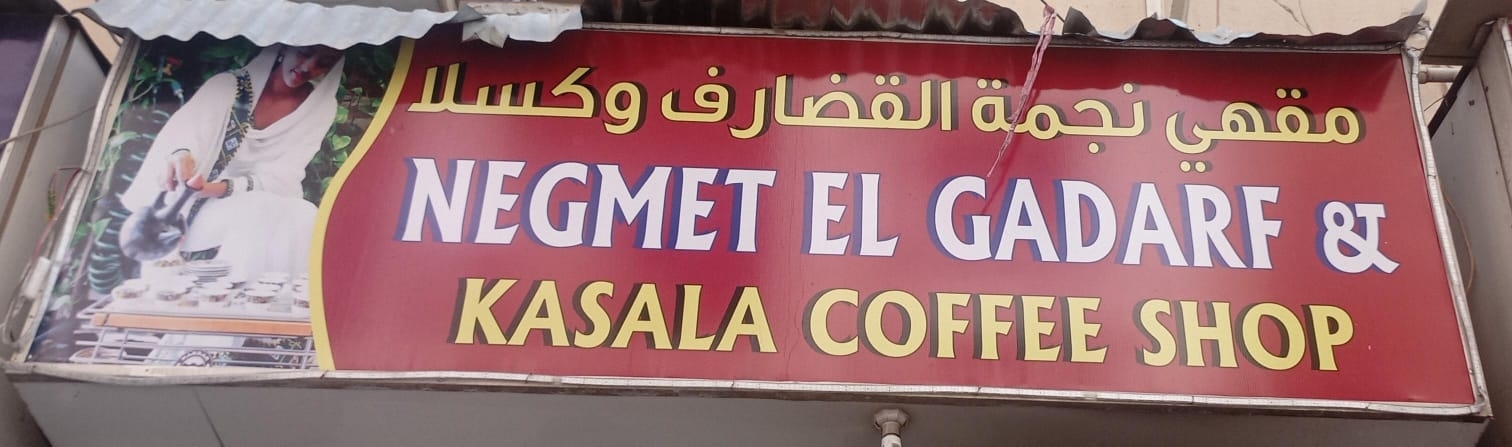 مقهي نجمة القضارف وكسلا
NEGMET EL GADARF &
KASALA COFFEE SHOP